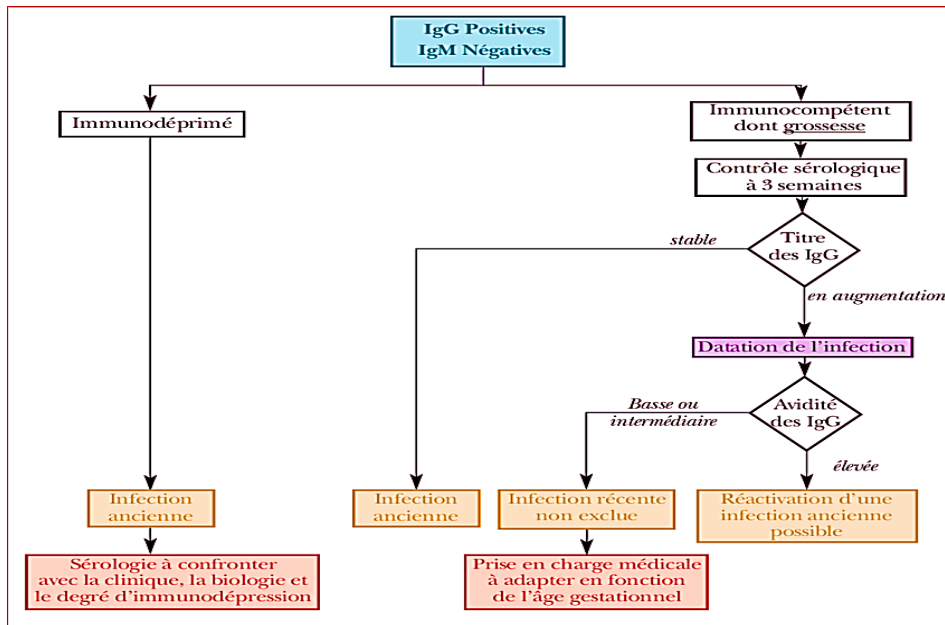 IgG Positives
IgM Négatives
Immunodéprimé
Immunocompétent
dont grossesse
Contrôle sérologique
à 3 semaines
stable
Titre
des IgG
en augmentation
Datation de l'infection
Basse ou
intermédiaire
Avidité
des IgG
élevée
Infection
ancienne
Infection
ancienne
Infection récente
non exclue
Réactivation d'une
infection ancienne
possible
Sérologie à confronter
avec la clinique, la biologie et
le degré d'immunodépression
Prise en charge médicale
à adapter en fonction
de l'âge gestationnel